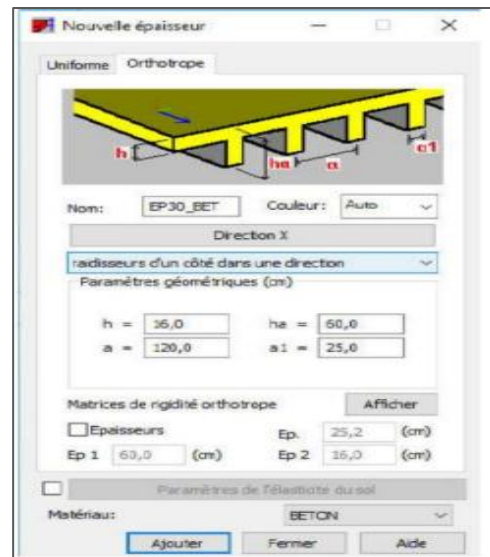 Nouvelle épaisseur
Uniforme Orthotrope
h ha a a1
Nom: EP30_BET Couleur: Auto
Direction X
raidisseurs d'un côté dans une direction
Paramètres géométriques (cm)
h = 16,0 ha = 60,0
a = 120,0 a1 = 25,0
Matrices de rigidité orthotrope Afficher
Epaisseurs Ep. 25,2 (cm)
Ep 1 60,0 (cm) Ep 2 16,0 (cm)
Paramètres de l'élasticité du sol
Matériau: BETON
Ajouter Fermer Aide